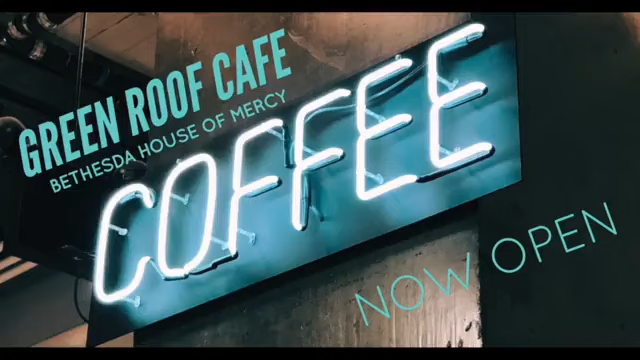 GREEN ROOF CAFE
BETHESDA HOUSE OF MERCY
COFFEE
NOW OPEN